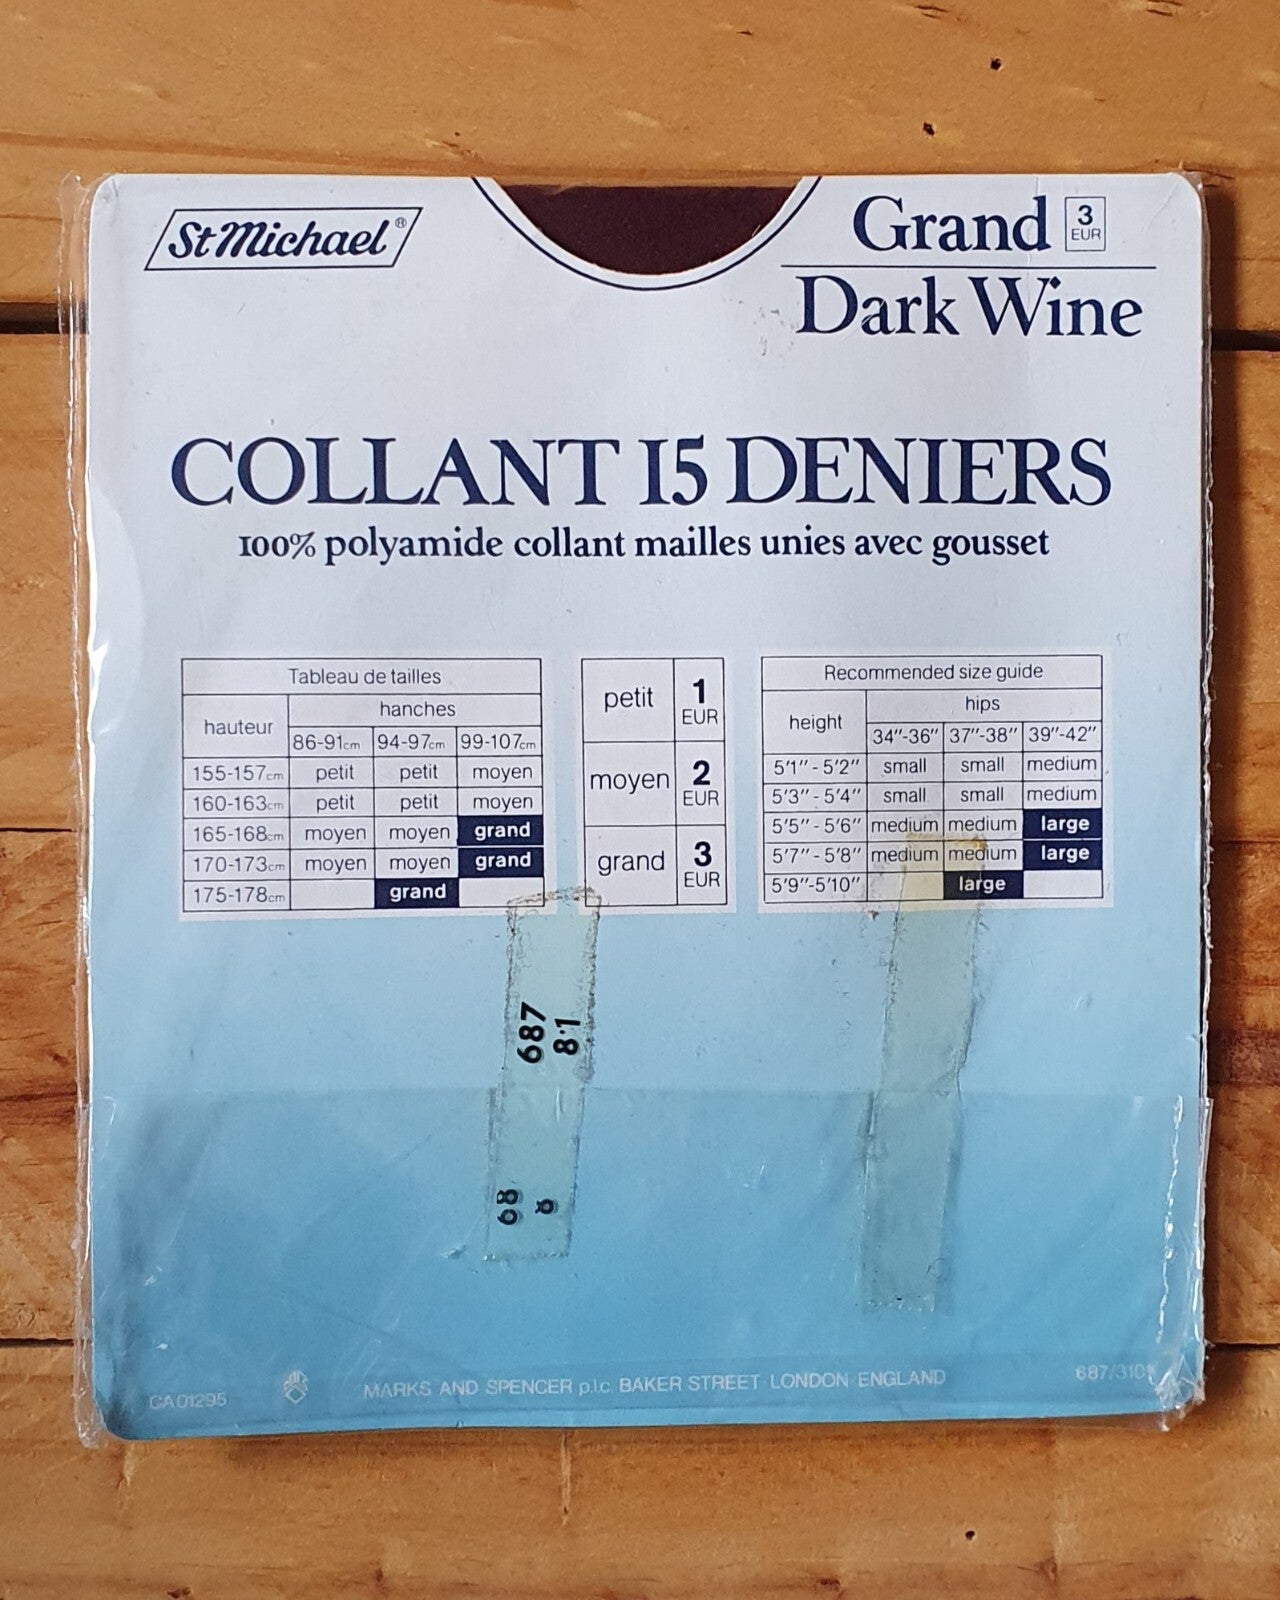 St Michael®
Grand 3 EUR
Dark Wine
COLLANT 15 DENIERS
100% polyamide collant mailles unies avec gousset
Tableau de tailles
hauteur hanches
86-91cm 94-97cm 99-107cm
155-157cm petit petit moyen
160-163cm petit petit moyen
165-168cm moyen moyen grand
170-173cm moyen moyen grand
175-178cm grand
petit 1 EUR
moyen 2 EUR
grand 3 EUR
Recommended size guide
height hips
34"-36" 37"-38" 39"-42"
5'1" - 5'2" small small medium
5'3" - 5'4" small small medium
5'5" - 5'6" medium medium large
5'7" - 5'8" medium medium large
5'9"-5'10" large
687
8·1
68
8
CA01295
MARKS AND SPENCER p.l.c. BAKER STREET LONDON ENGLAND